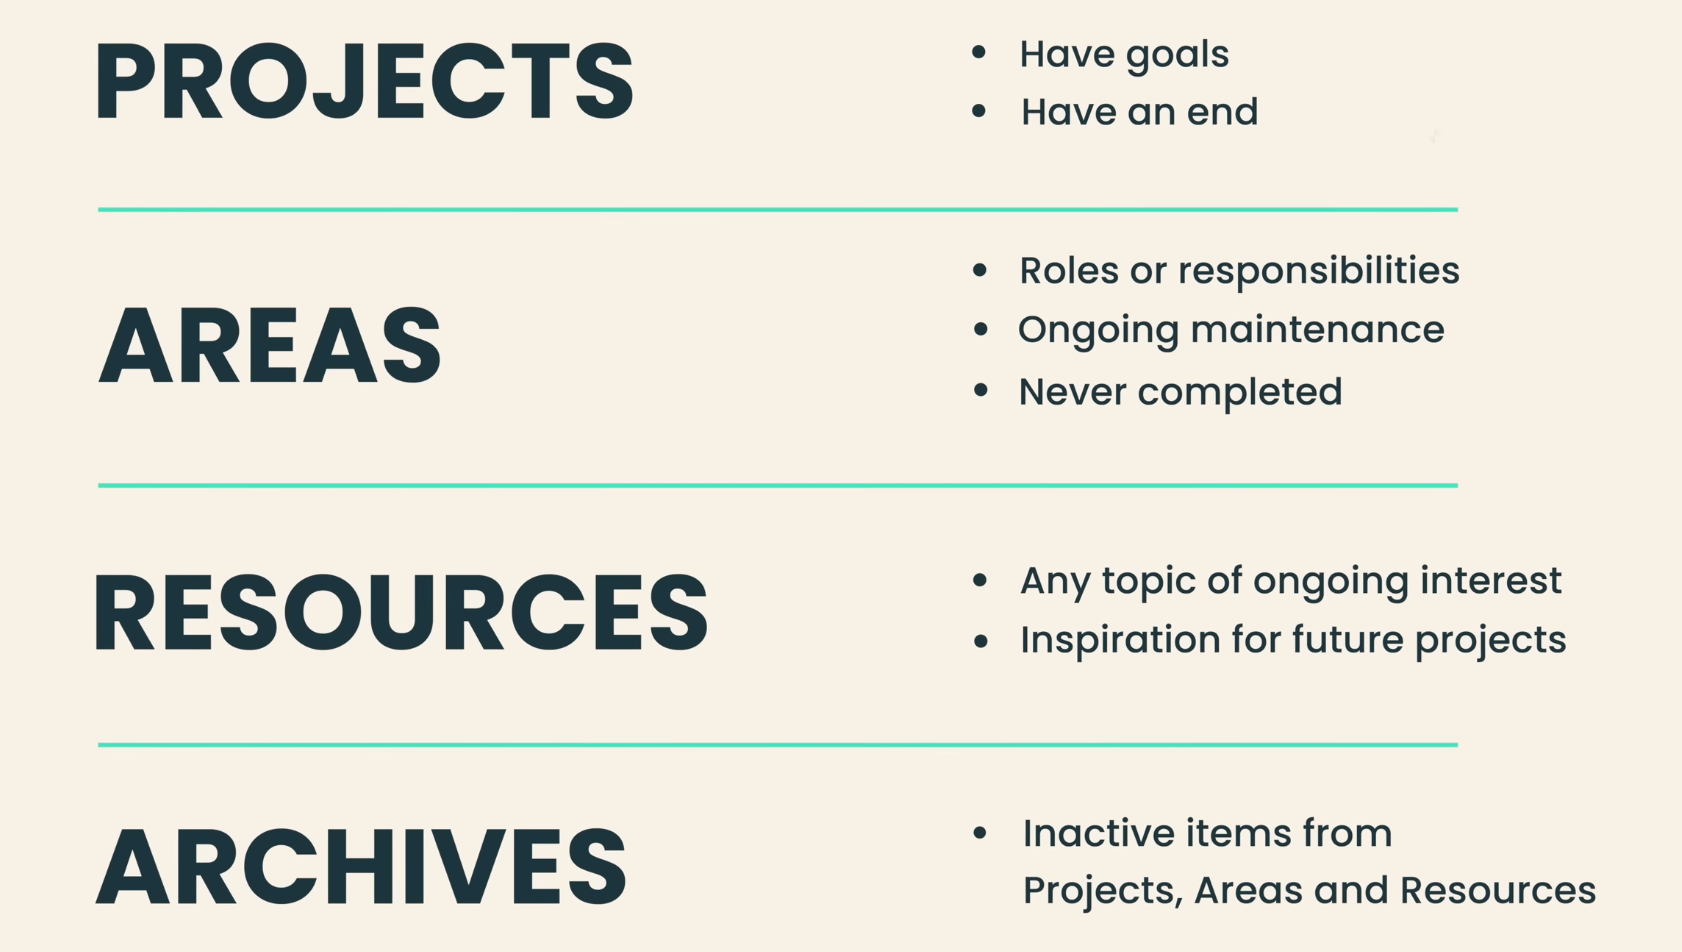 PROJECTS
• Have goals
• Have an end
AREAS
• Roles or responsibilities
• Ongoing maintenance
• Never completed
RESOURCES
• Any topic of ongoing interest
• Inspiration for future projects
ARCHIVES
• Inactive items from
Projects, Areas and Resources